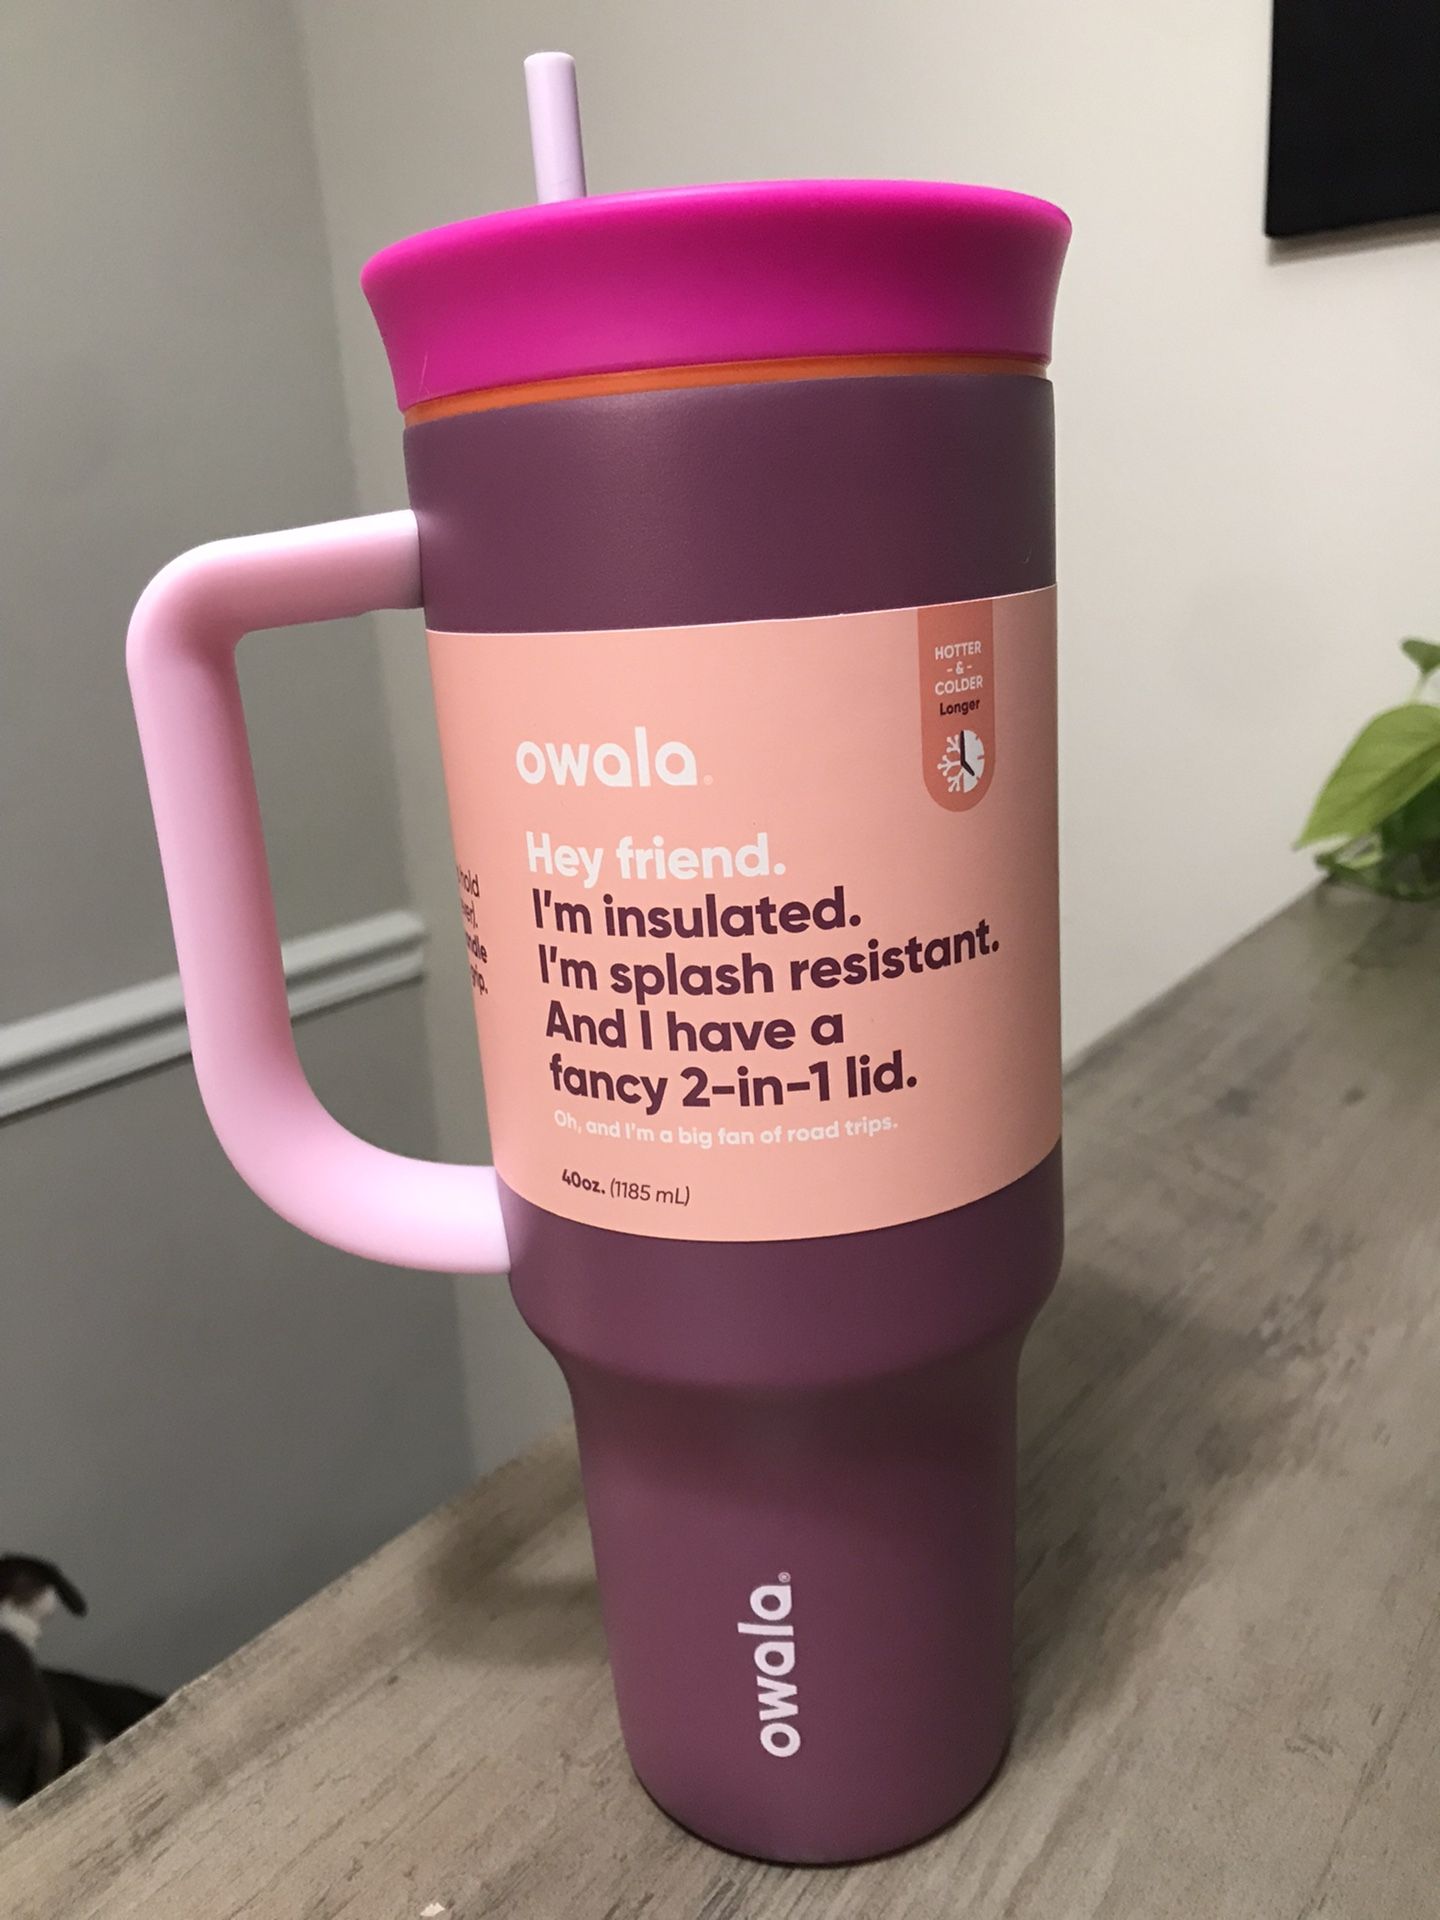 HOTTER
- & -
COLDER
Longer
owala®
Hey friend.
I'm insulated.
I'm splash resistant.
And I have a
fancy 2-in-1 lid.
Oh, and I'm a big fan of road trips.
40oz. (1185 mL)
hold
owala®